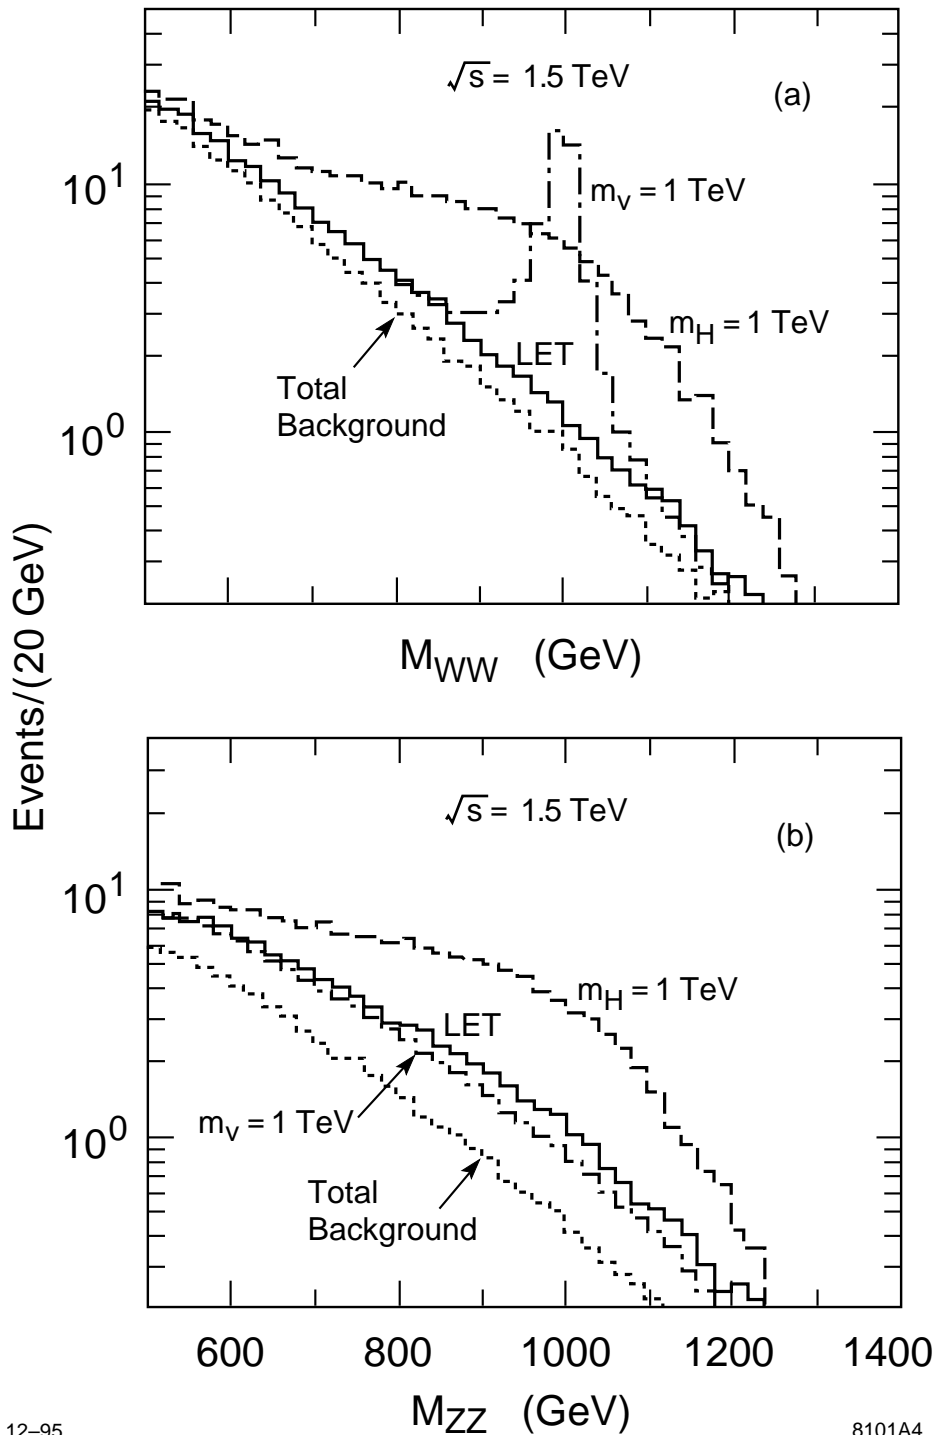 √s = 1.5 TeV
(a)
10^1
m_V = 1 TeV
m_H = 1 TeV
LET
Total
Background
10^0
Events/(20 GeV)
M_WW (GeV)
√s = 1.5 TeV
(b)
10^1
m_H = 1 TeV
LET
m_V = 1 TeV
10^0
Total
Background
600 800 1000 1200 1400
M_ZZ (GeV)
12–95 8101A4